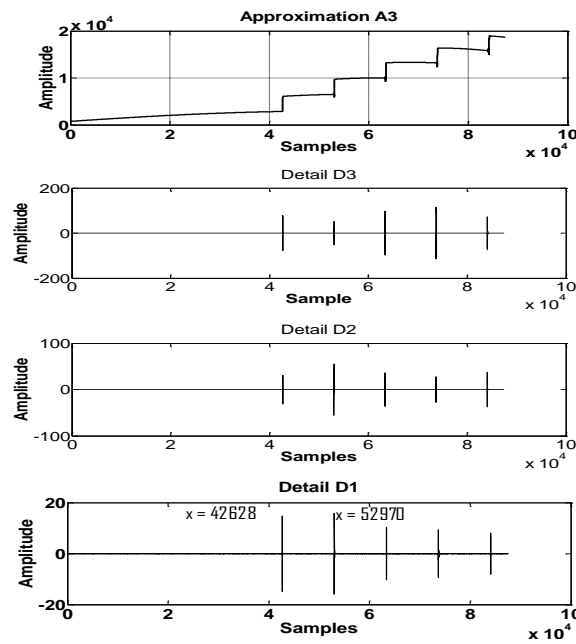 Approximation A3
x 10^4
2
1
0
Amplitude
0 2 4 6 8 10
Samples
x 10^4
Detail D3
200
0
-200
Amplitude
0 2 4 6 8 10
Sample
x 10^4
Detail D2
100
0
-100
Amplitude
0 2 4 6 8 10
Samples
x 10^4
Detail D1
20
0
-20
Amplitude
x = 42628
x = 52970
0 2 4 6 8 10
Samples
x 10^4